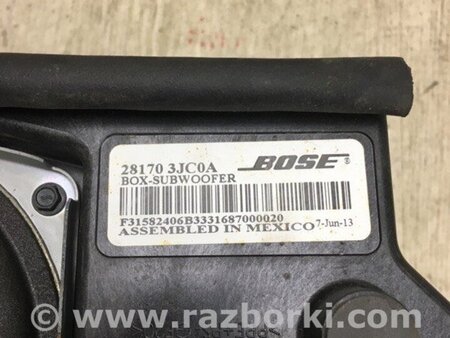 28170 3JC0A BOSE®
BOX-SUBWOOFER
F31582406B3331687000020
ASSEMBLED IN MEXICO 7-Jun-13
www.razborki.com